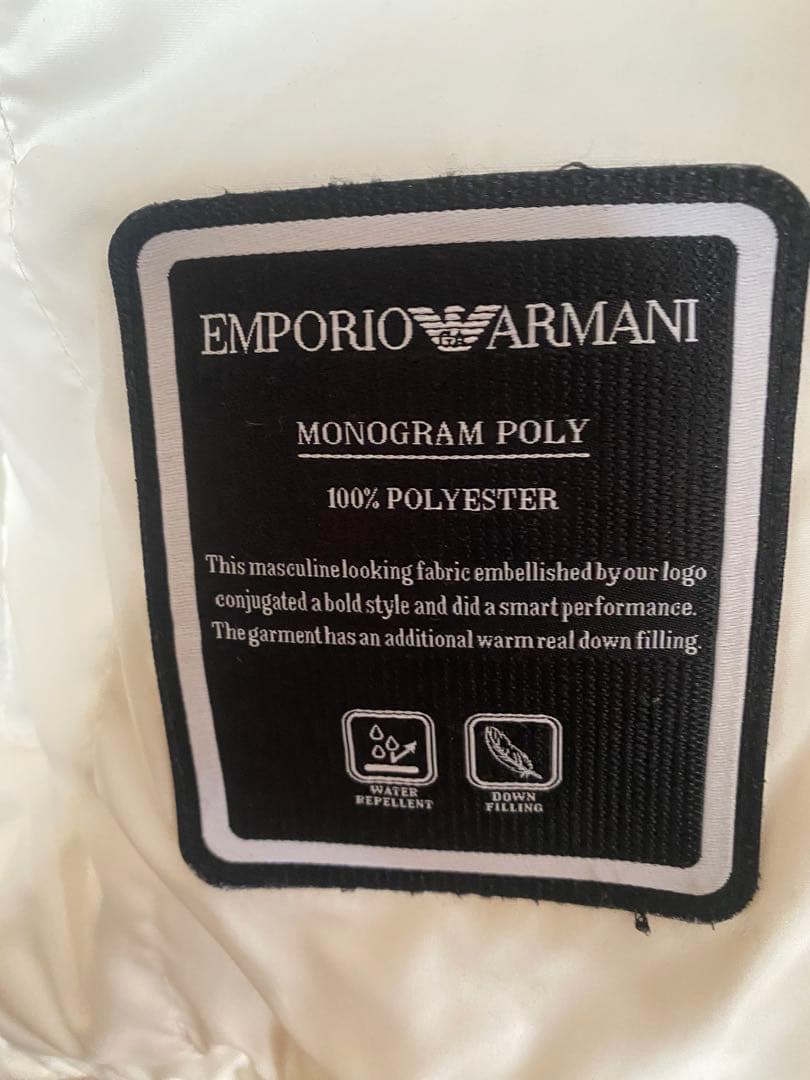 EMPORIO GA ARMANI
MONOGRAM POLY
100% POLYESTER
This masculine looking fabric embellished by our logo
conjugated a bold style and did a smart performance.
The garment has an additional warm real down filling.
WATER
REPELLENT
DOWN
FILLING